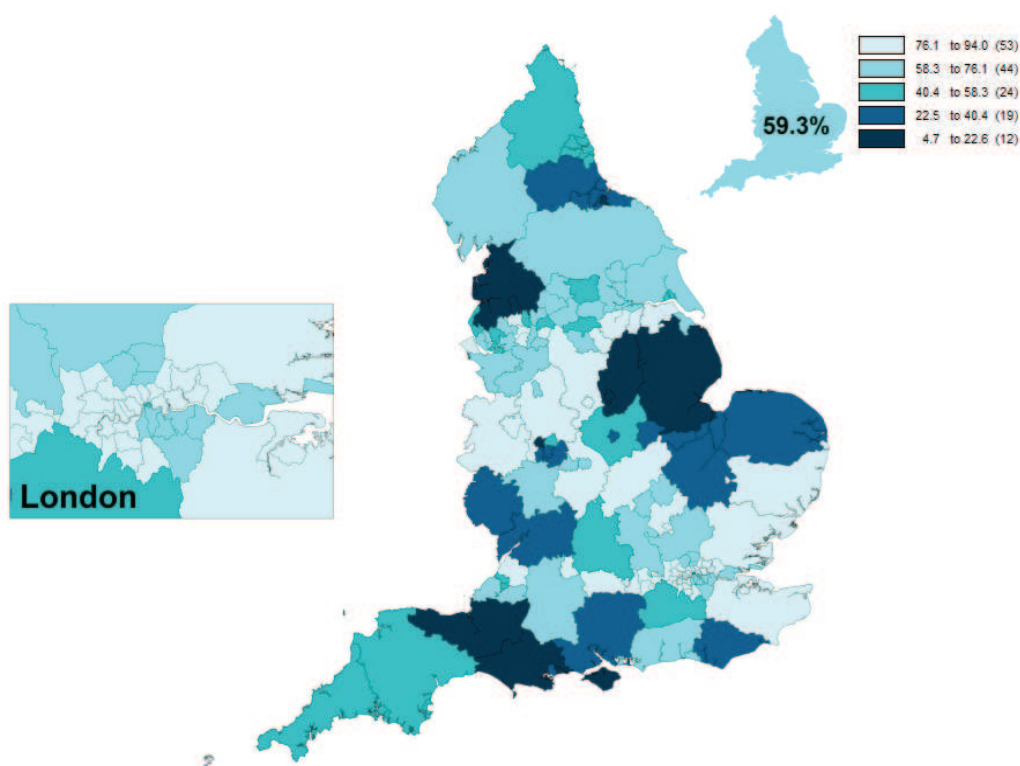 76.1 to 94.0 (53)
58.3 to 76.1 (44)
40.4 to 58.3 (24)
22.5 to 40.4 (19)
4.7 to 22.6 (12)
59.3%
London